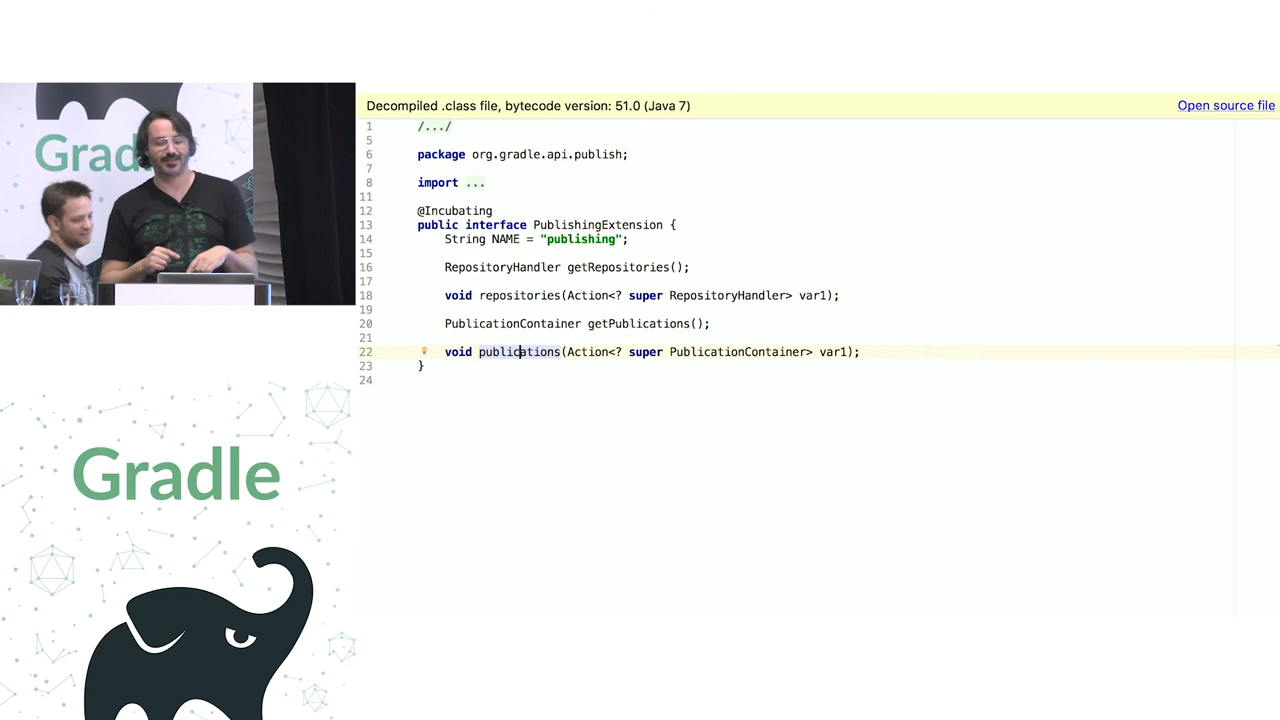 Decompiled .class file, bytecode version: 51.0 (Java 7)
Open source file
1 /.../
5
6 package org.gradle.api.publish;
7
8 import ...
11
12 @Incubating
13 public interface PublishingExtension {
14 String NAME = "publishing";
15
16 RepositoryHandler getRepositories();
17
18 void repositories(Action<? super RepositoryHandler> var1);
19
20 PublicationContainer getPublications();
21
22 void publications(Action<? super PublicationContainer> var1);
23 }
24
Grad
Gradle